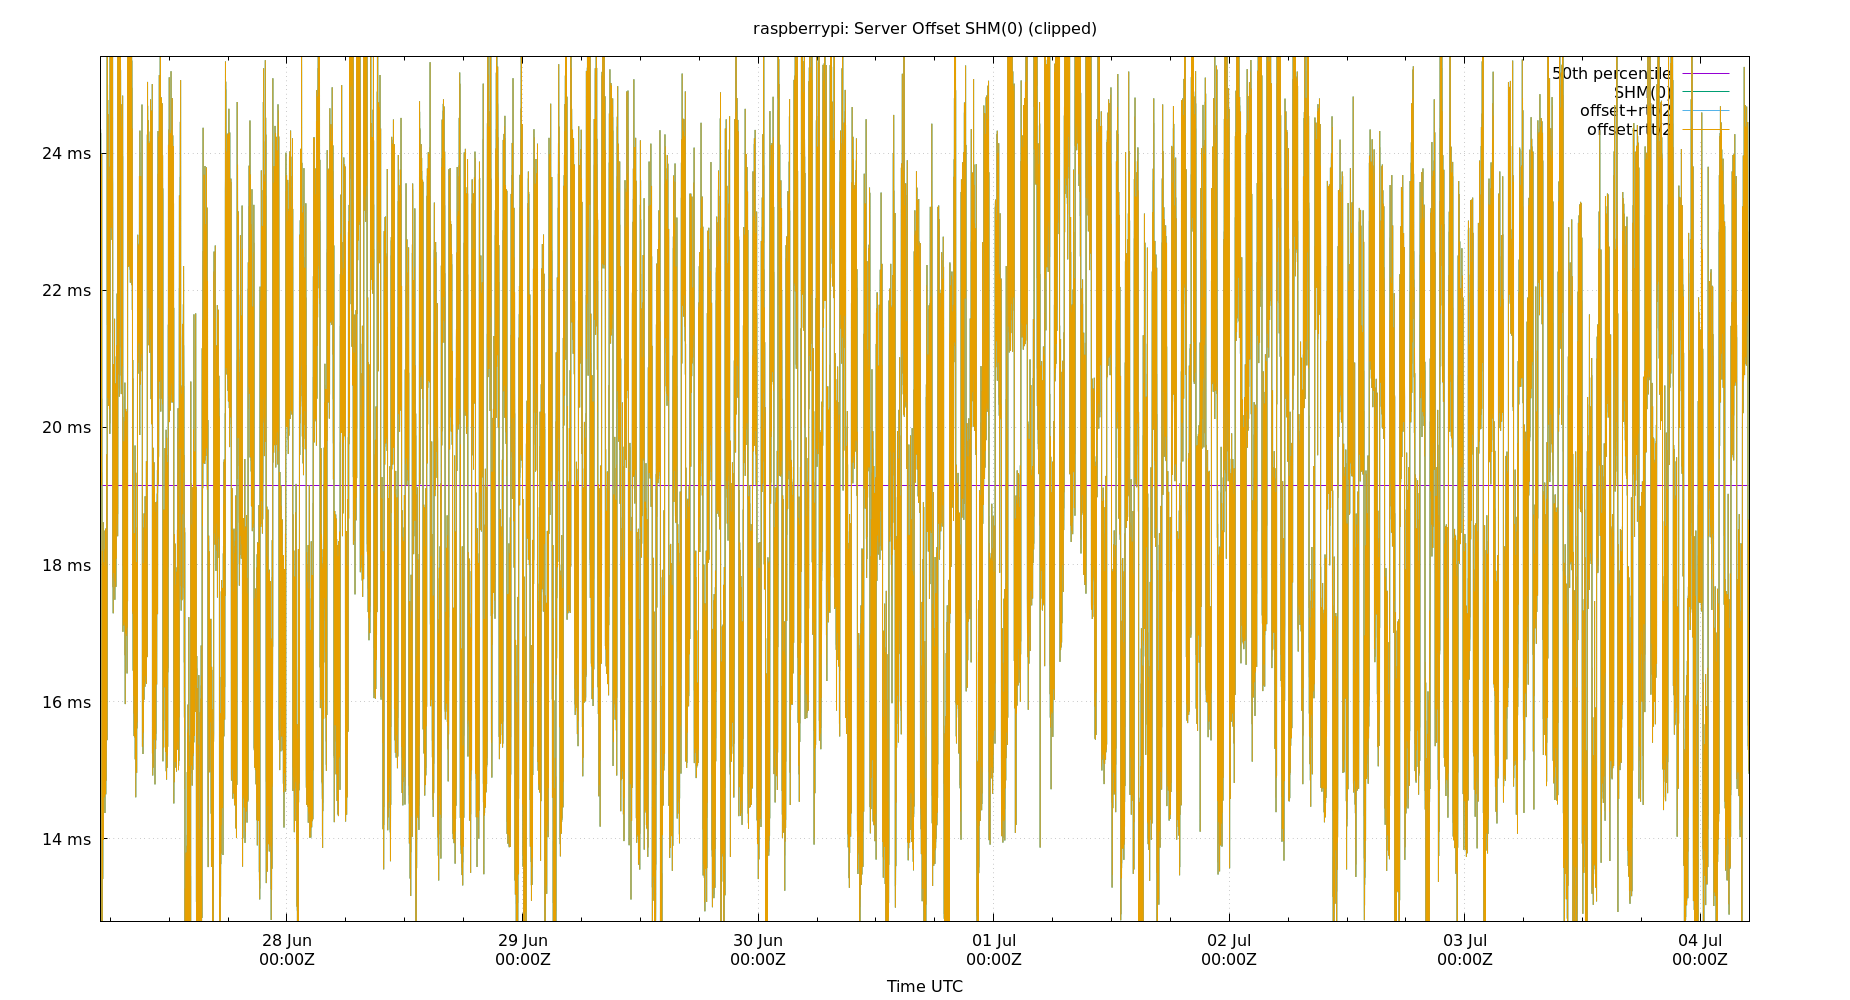 raspberrypi: Server Offset SHM(0) (clipped)
50th percentile
SHM(0)
offset+rtt/2
offset-rtt/2
24 ms
22 ms
20 ms
18 ms
16 ms
14 ms
28 Jun 29 Jun 30 Jun 01 Jul 02 Jul 03 Jul 04 Jul
00:00Z 00:00Z 00:00Z 00:00Z 00:00Z 00:00Z 00:00Z
Time UTC